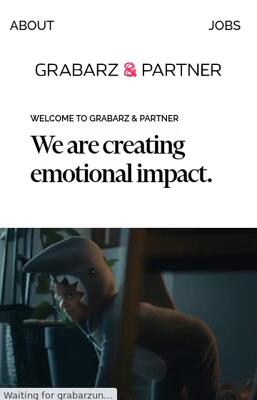 ABOUT JOBS
GRABARZ & PARTNER
WELCOME TO GRABARZ & PARTNER
We are creating
emotional impact.
Waiting for grabarzun...